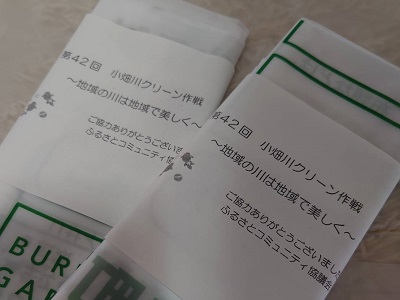 第42回 小畑川クリーン作戦
～地域の川は地域で美しく～
ご協力ありがとうございまし
ふるさとコミュニティ協
BUR
GAR
第42回 小畑川クリーン作戦
～地域の川は地域で美しく～
ご協力ありがとうございまし
ふるさとコミュニティ協議会